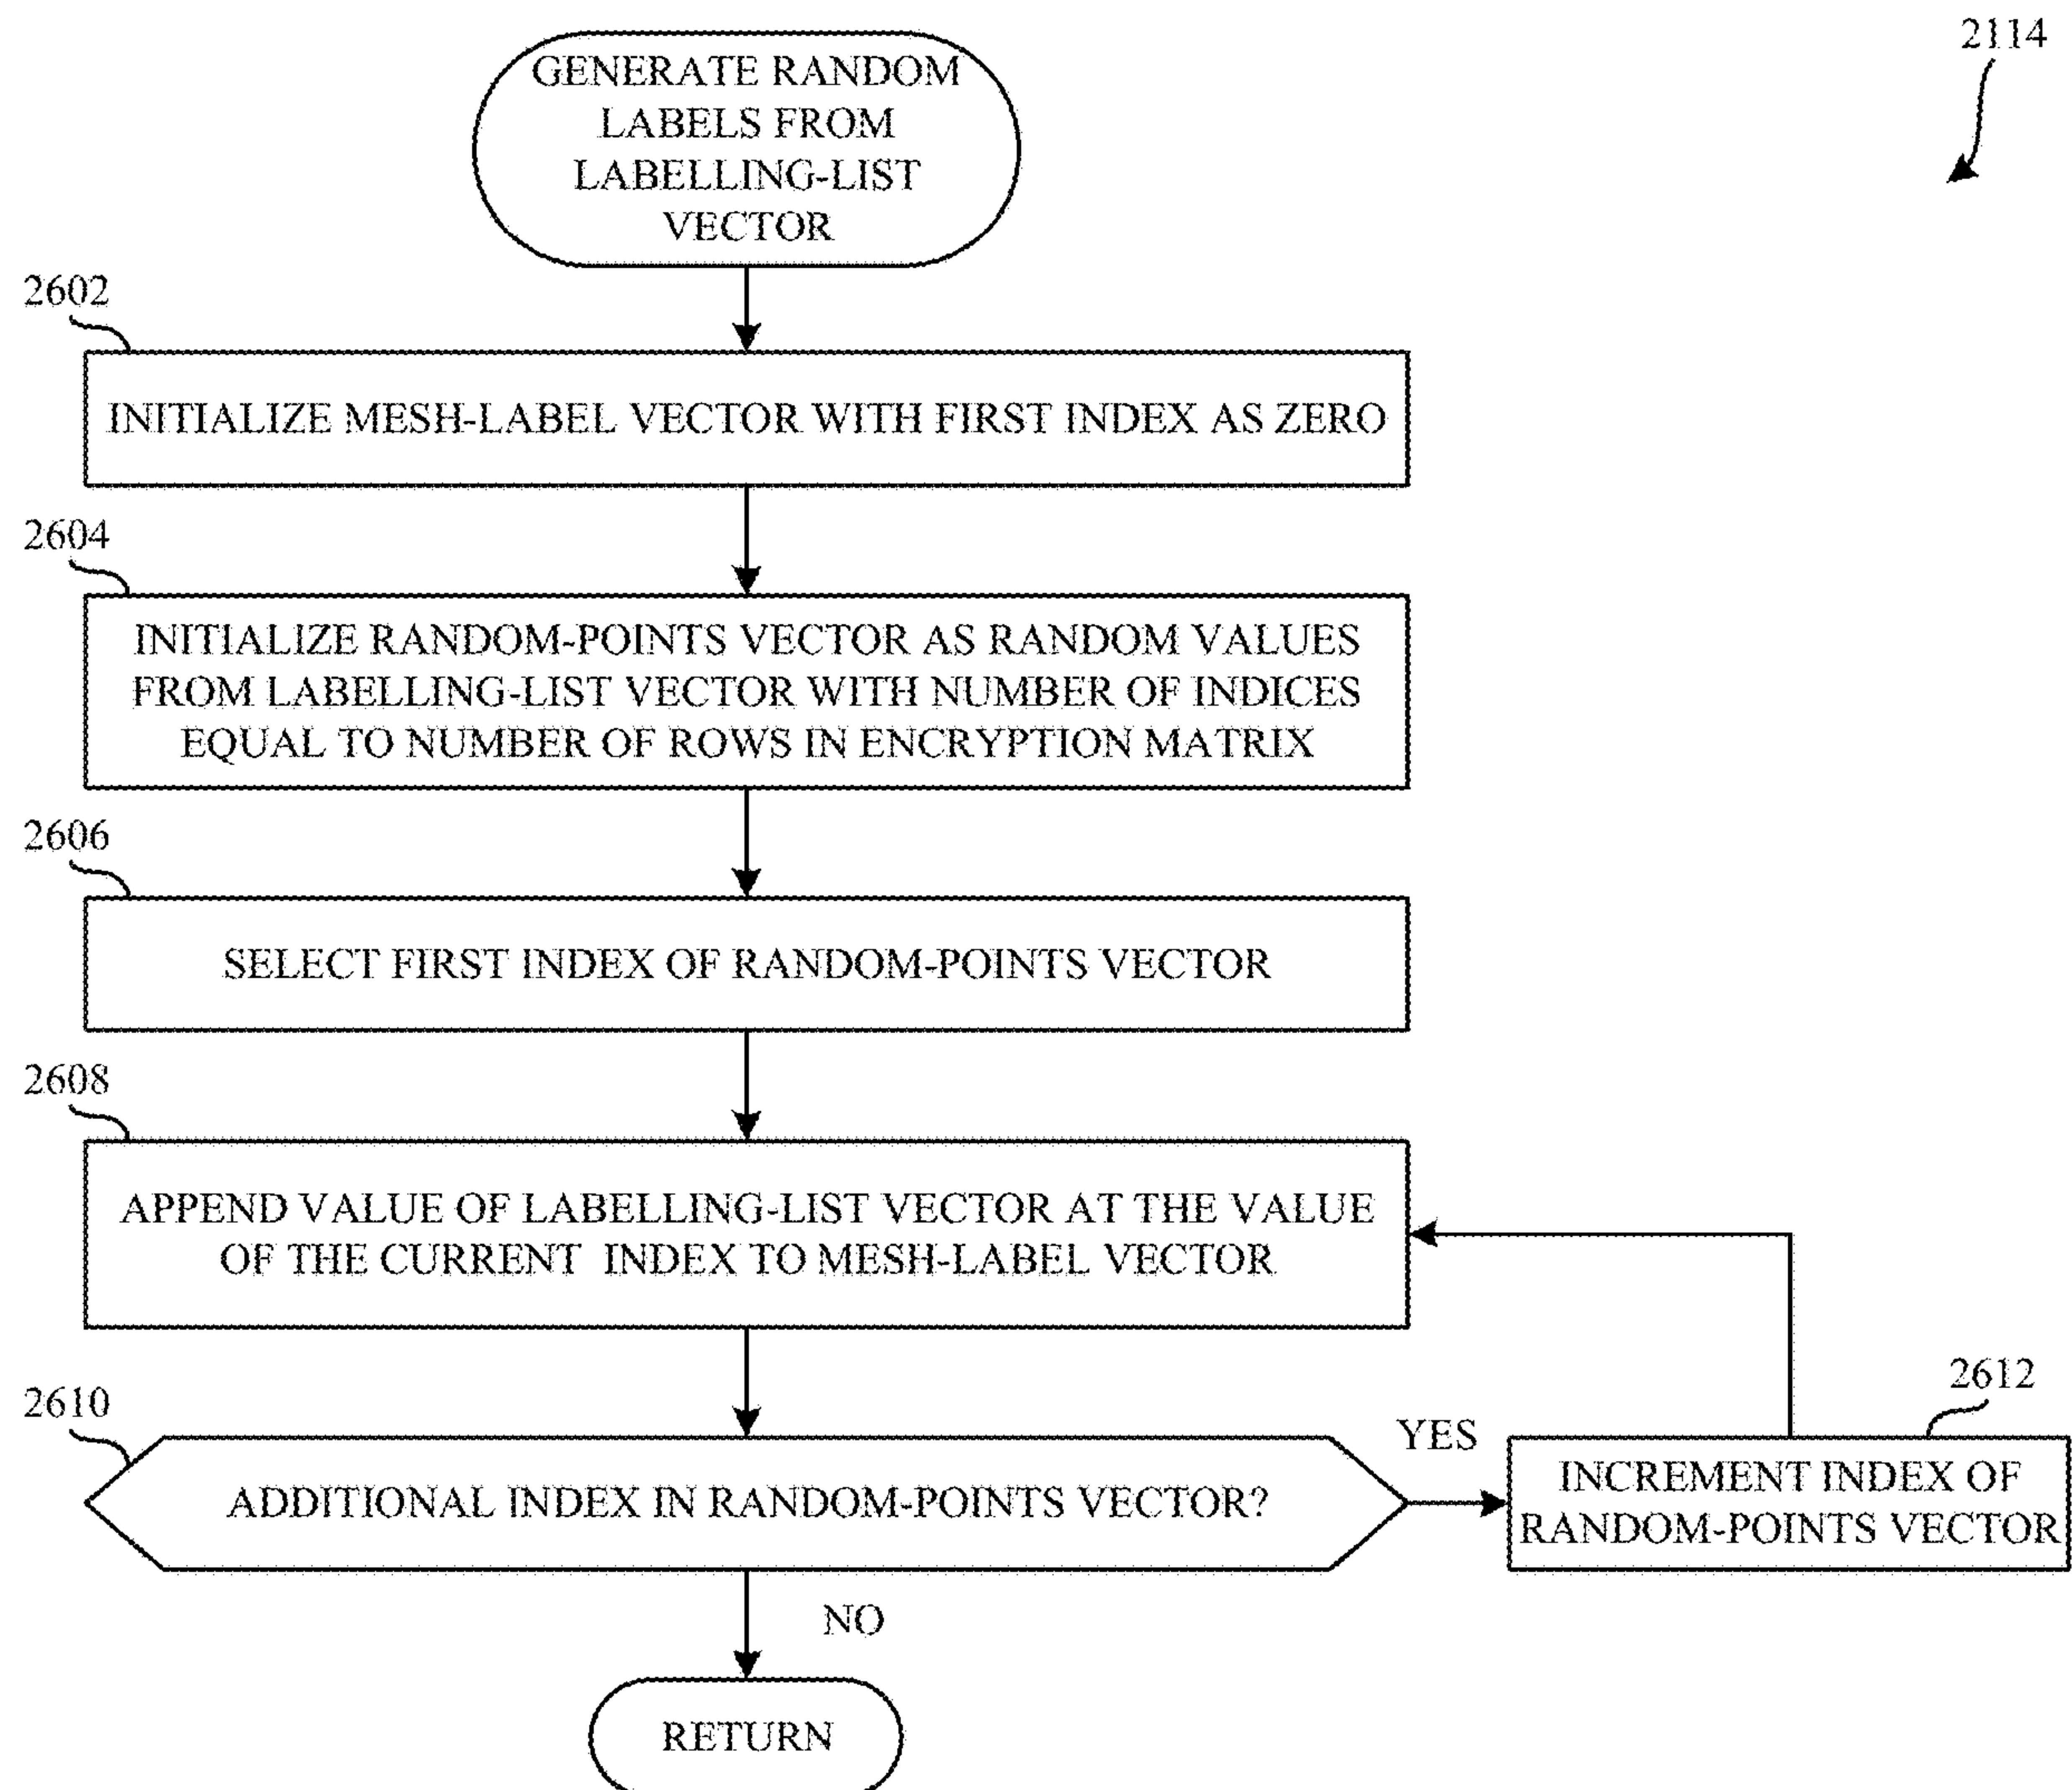 2114
GENERATE RANDOM
LABELS FROM
LABELLING-LIST
VECTOR
2602
INITIALIZE MESH-LABEL VECTOR WITH FIRST INDEX AS ZERO
2604
INITIALIZE RANDOM-POINTS VECTOR AS RANDOM VALUES
FROM LABELLING-LIST VECTOR WITH NUMBER OF INDICES
EQUAL TO NUMBER OF ROWS IN ENCRYPTION MATRIX
2606
SELECT FIRST INDEX OF RANDOM-POINTS VECTOR
2608
APPEND VALUE OF LABELLING-LIST VECTOR AT THE VALUE
OF THE CURRENT INDEX TO MESH-LABEL VECTOR
2610
ADDITIONAL INDEX IN RANDOM-POINTS VECTOR?
YES
2612
INCREMENT INDEX OF
RANDOM-POINTS VECTOR
NO
RETURN